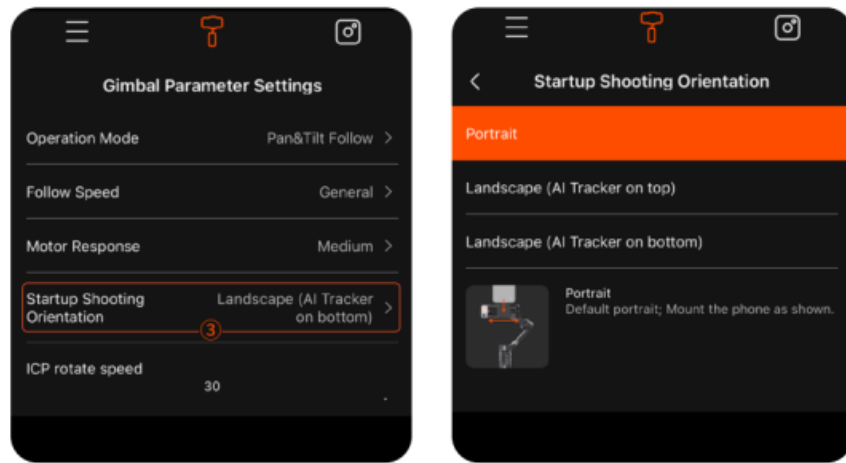 Gimbal Parameter Settings
Operation Mode Pan&Tilt Follow >
Follow Speed General >
Motor Response Medium >
Startup Shooting Landscape (AI Tracker >
Orientation on bottom)
③
ICP rotate speed
30
< Startup Shooting Orientation
Portrait
Landscape (AI Tracker on top)
Landscape (AI Tracker on bottom)
Portrait
Default portrait; Mount the phone as shown.